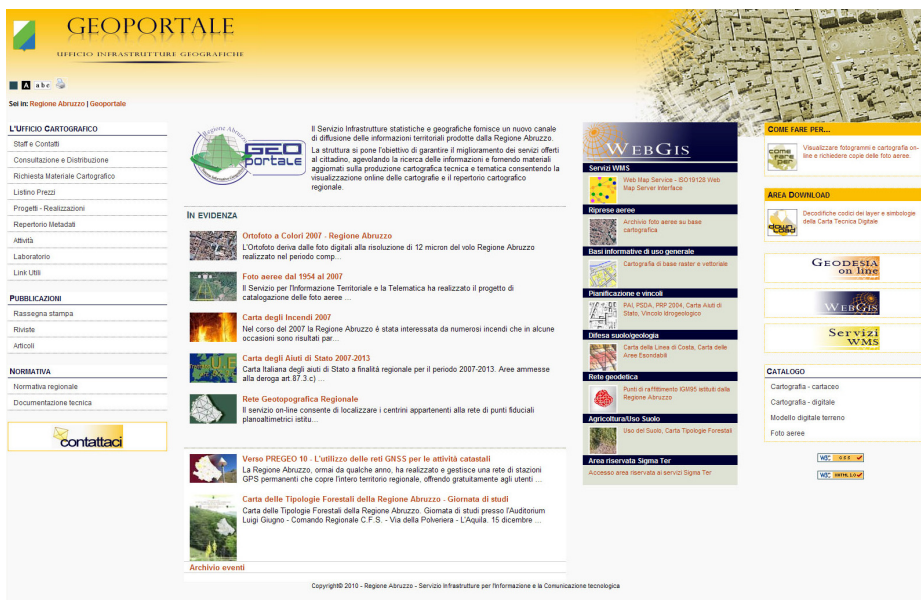 GEOPORTALE
UFFICIO INFRASTRUTTURE GEOGRAFICHE
A abc
Sei in: Regione Abruzzo | Geoportale
L'UFFICIO CARTOGRAFICO
Staff e Contatti
Consultazione e Distribuzione
Richiesta Materiale Cartografico
Listino Prezzi
Progetti - Realizzazioni
Repertorio Metadati
Attività
Laboratorio
Link Utili
PUBBLICAZIONI
Rassegna stampa
Riviste
Articoli
NORMATIVA
Normativa regionale
Documentazione tecnica
contattaci
Regione Abruzzo
GEO
portale
Il Servizio Infrastrutture statistiche e geografiche fornisce un nuovo canale
di diffusione delle informazioni territoriali prodotte dalla Regione Abruzzo.
La struttura si pone l'obiettivo di garantire il miglioramento dei servizi offerti
al cittadino, agevolando la ricerca delle informazioni e fornendo materiali
aggiornati sulla produzione cartografica tecnica e tematica consentendo la
visualizzazione online delle cartografie e il repertorio cartografico
regionale.
IN EVIDENZA
Ortofoto a Colori 2007 - Regione Abruzzo
L'Ortofoto deriva dalle foto digitali alla risoluzione di 12 micron del volo Regione Abruzzo
realizzato nel periodo comp...
Foto aeree dal 1954 al 2007
Il Servizio per l'Informazione Territoriale e la Telematica ha realizzato il progetto di
catalogazione delle foto aeree ...
Carta degli Incendi 2007
Nel corso del 2007 la Regione Abruzzo é stata interessata da numerosi incendi che in alcune
occasioni sono risultati par...
Carta degli Aiuti di Stato 2007-2013
Carta Italiana degli aiuti di Stato a finalità regionale per il periodo 2007-2013. Aree ammesse
alla deroga art.87.3.c) ...
Rete Geotopografica Regionale
Il servizio on-line consente di localizzare i centrini appartenenti alla rete di punti fiduciali
planoaltimetrici istitu...
Verso PREGEO 10 - L'utilizzo delle reti GNSS per le attività catastali
La Regione Abruzzo, ormai da qualche anno, ha realizzato e gestisce una rete di stazioni
GPS permanenti che copre l'intero territorio regionale, offrendo gratuitamente agli utenti ...
Carta delle Tipologie Forestali della Regione Abruzzo - Giornata di studi
Carta delle Tipologie Forestali della Regione Abruzzo. Giornata di studi presso l'Auditorium
Luigi Giugno - Comando Regionale C.F.S. - Via della Polveriera - L'Aquila. 15 dicembre ...
Archivio eventi
WEBGIS
Servizi WMS
Web Map Service - ISO19128 Web
Map Server Interface
Riprese aeree
Archivio foto aeree su base
cartografica
Basi informative di uso generale
Cartografia di base raster e vettoriale
Pianificazione e vincoli
PAI, PSDA, PRP 2004, Carta Aiuti di
Stato, Vincolo Idrogeologico
Difesa suolo/geologia
Carta della Linea di Costa, Carta delle
Aree Esondabili
Rete geodetica
Punti di raffittimento IGM95 istituiti dalla
Regione Abruzzo
Agricoltura/Uso Suolo
Uso del Suolo, Carta Tipologie Forestali
Area riservata Sigma Ter
Accesso area riservata ai servizi Sigma Ter
COME FARE PER...
come
fare
per
Visualizzare fotogrammi e cartografia on-
line e richiedere copie delle foto aeree.
AREA DOWNLOAD
download
Decodifiche codici dei layer e simbologie
della Carta Tecnica Digitale
GEODESIA
on line
WEBGIS
Servizi
WMS
CATALOGO
Cartografia - cartaceo
Cartografia - digitale
Modello digitale terreno
Foto aeree
W3C CSS
W3C XHTML 1.0
Copyright© 2010 - Regione Abruzzo - Servizio Infrastrutture per l'Informazione e la Comunicazione tecnologica